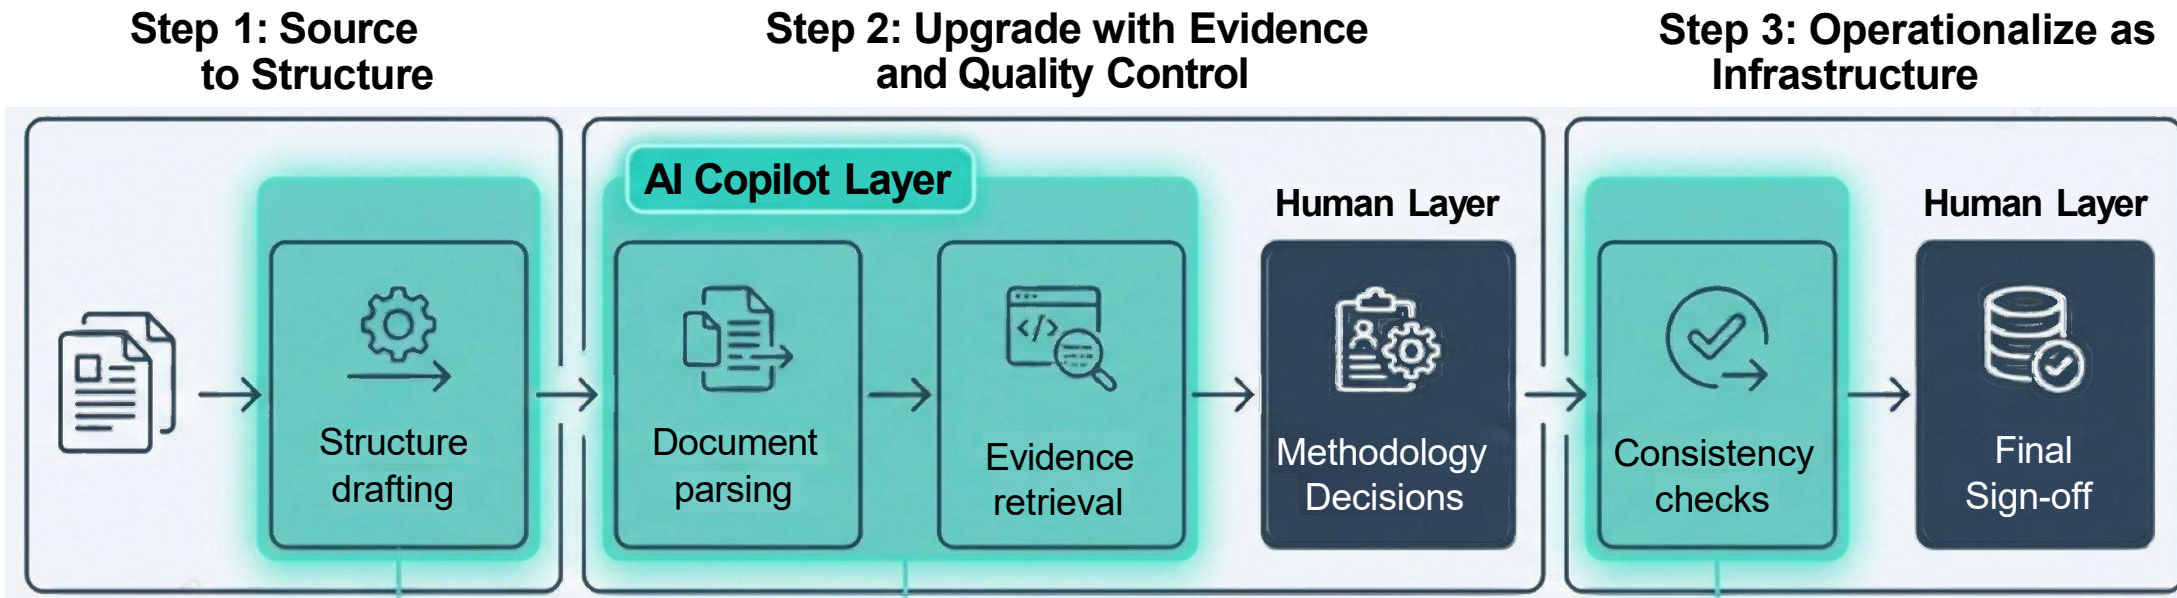 Step 1: Source
to Structure
Step 2: Upgrade with Evidence
and Quality Control
Step 3: Operationalize as
Infrastructure
AI Copilot Layer
Human Layer
Human Layer
Structure
drafting
Document
parsing
Evidence
retrieval
Methodology
Decisions
Consistency
checks
Final
Sign-off